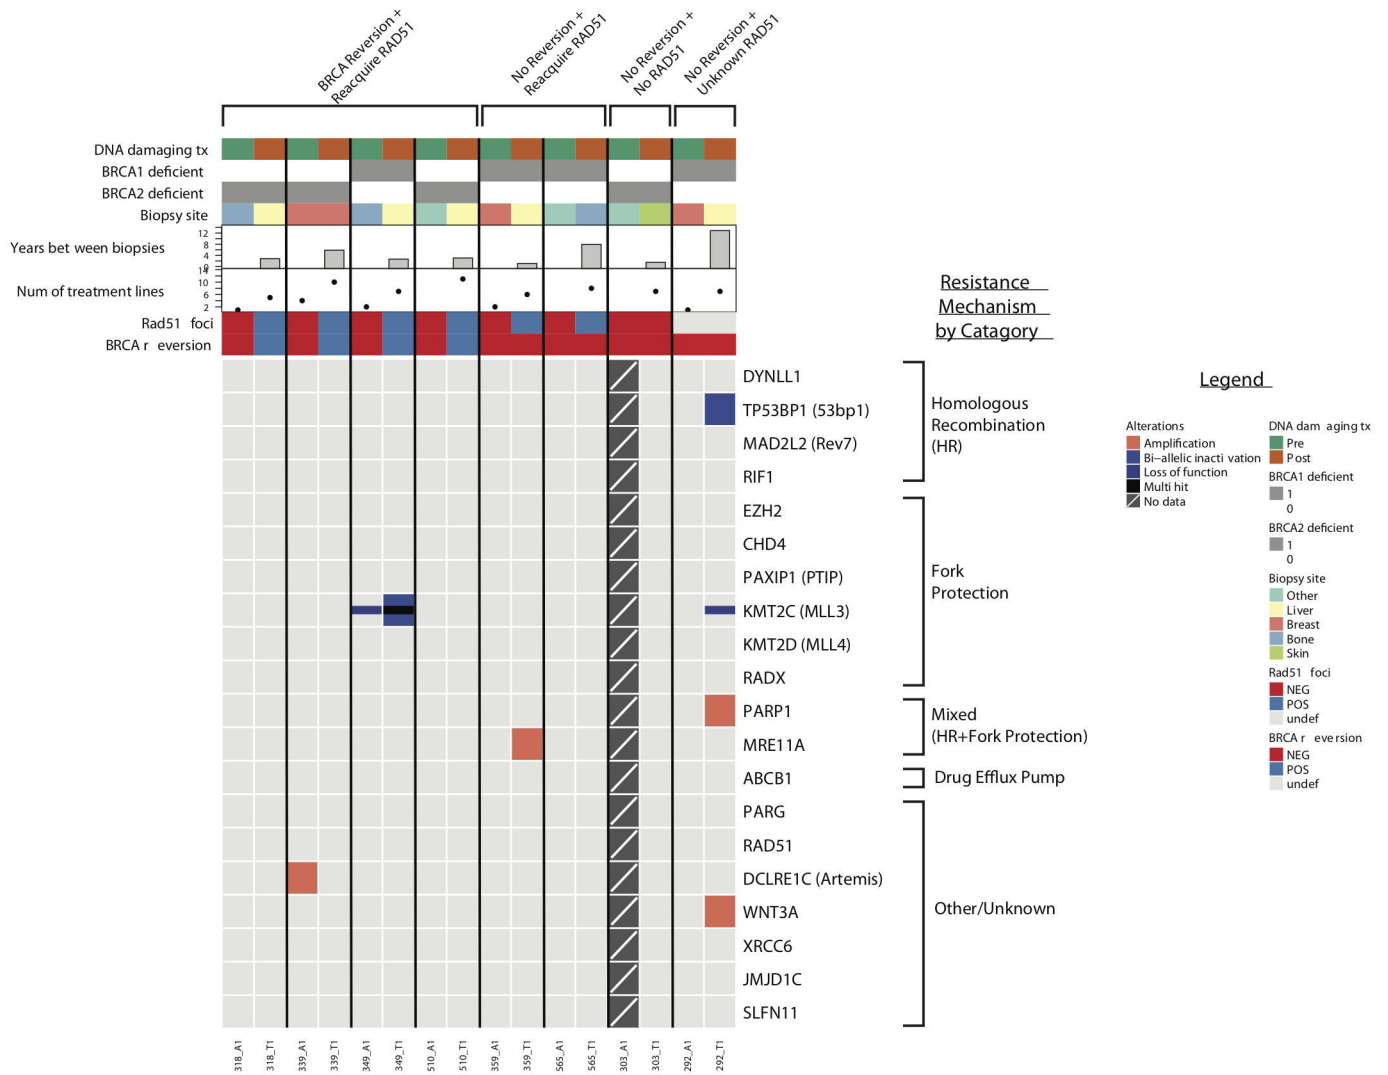 BRCA Reversion +
Reacquire RAD51
No Reversion +
Reacquire RAD51
No Reversion +
No RAD51
No Reversion +
Unknown RAD51
DNA damaging tx
BRCA1 deficient
BRCA2 deficient
Biopsy site
Years bet ween biopsies
12
8
4
0
Num of treatment lines
14
10
6
2
Rad51 foci
BRCA r eversion
Resistance
Mechanism
by Catagory
DYNLL1
TP53BP1 (53bp1)
MAD2L2 (Rev7)
RIF1
EZH2
CHD4
PAXIP1 (PTIP)
KMT2C (MLL3)
KMT2D (MLL4)
RADX
PARP1
MRE11A
ABCB1
PARG
RAD51
DCLRE1C (Artemis)
WNT3A
XRCC6
JMJD1C
SLFN11
Homologous
Recombination
(HR)
Fork
Protection
Mixed
(HR+Fork Protection)
Drug Efflux Pump
Other/Unknown
Legend
Alterations
Amplification
Bi-allelic inacti vation
Loss of function
Multi hit
No data
DNA dam aging tx
Pre
Post
BRCA1 deficient
1
0
BRCA2 deficient
1
0
Biopsy site
Other
Liver
Breast
Bone
Skin
Rad51 foci
NEG
POS
undef
BRCA r eversion
NEG
POS
undef
318_A1
318_T1
339_A1
339_T1
349_A1
349_T1
510_A1
510_T1
359_A1
359_T1
565_A1
565_T1
303_A1
303_T1
292_A1
292_T1